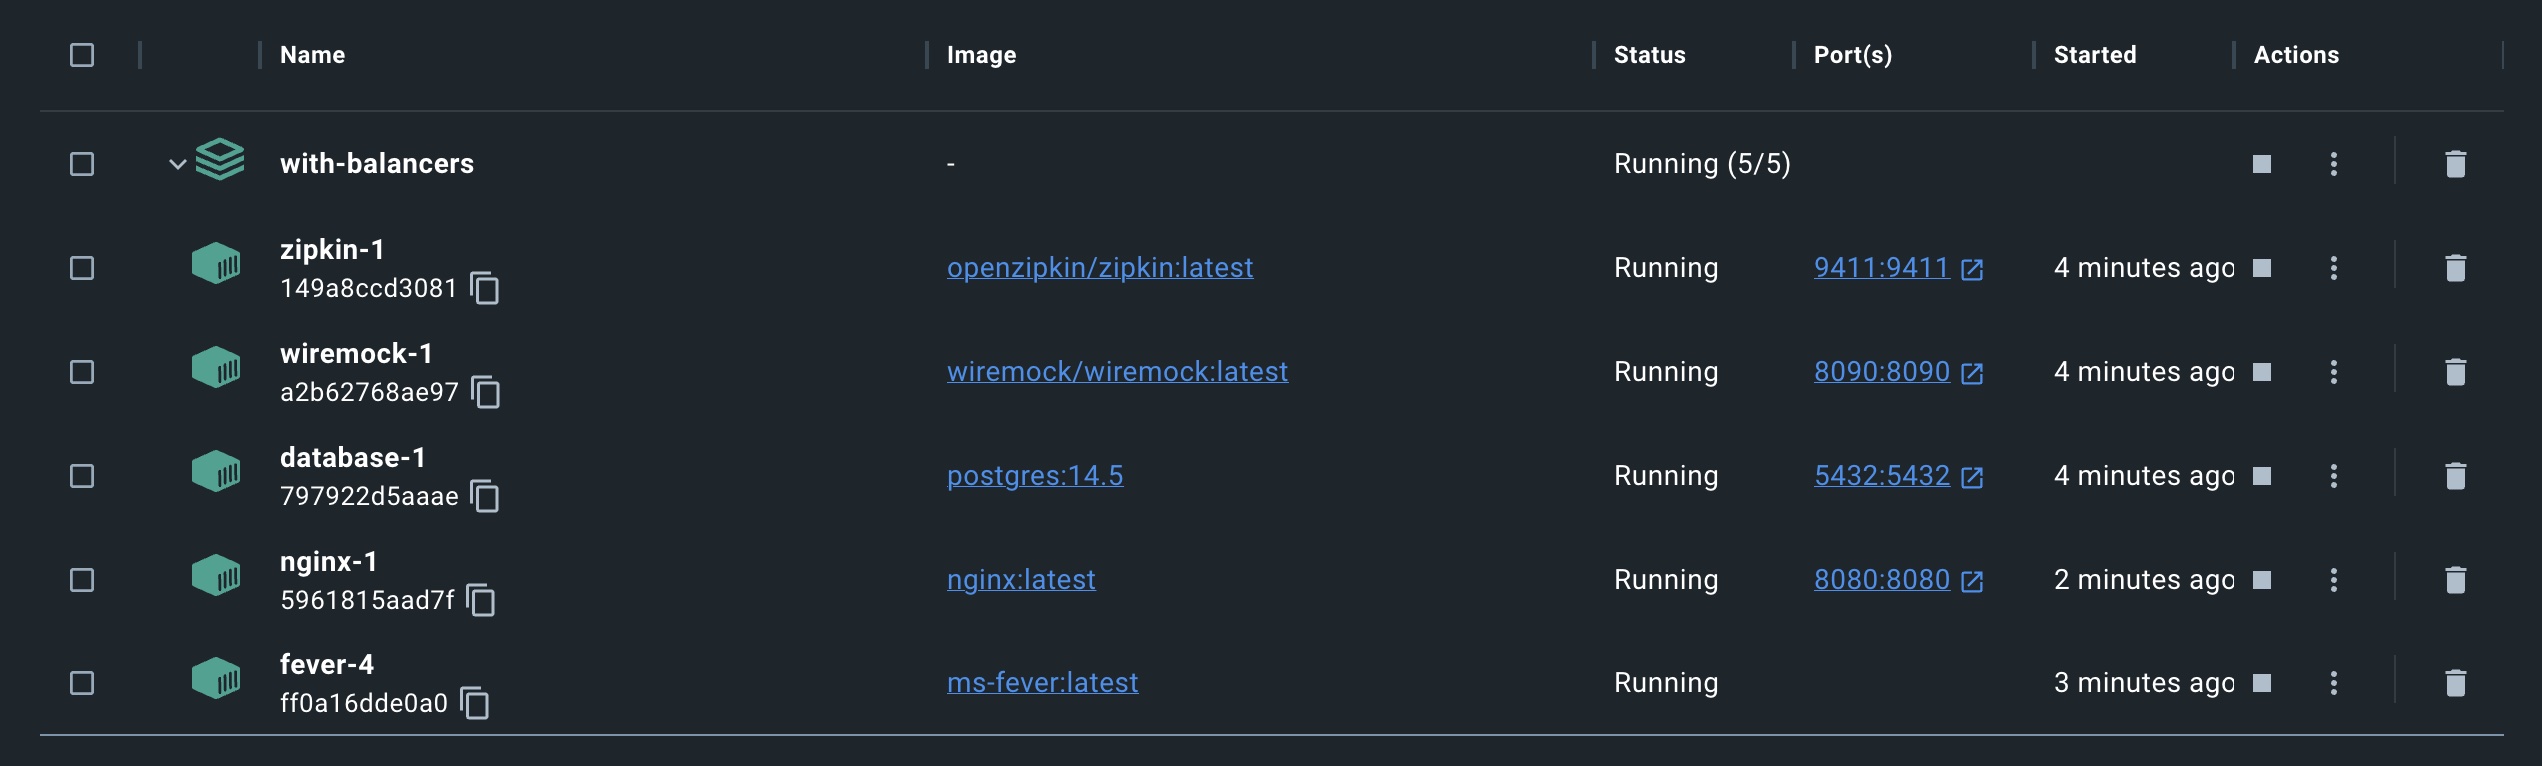 Name Image Status Port(s) Started Actions
with-balancers - Running (5/5)
zipkin-1
149a8ccd3081 openzipkin/zipkin:latest Running 9411:9411 4 minutes ago
wiremock-1
a2b62768ae97 wiremock/wiremock:latest Running 8090:8090 4 minutes ago
database-1
797922d5aaae postgres:14.5 Running 5432:5432 4 minutes ago
nginx-1
5961815aad7f nginx:latest Running 8080:8080 2 minutes ago
fever-4
ff0a16dde0a0 ms-fever:latest Running 3 minutes ago